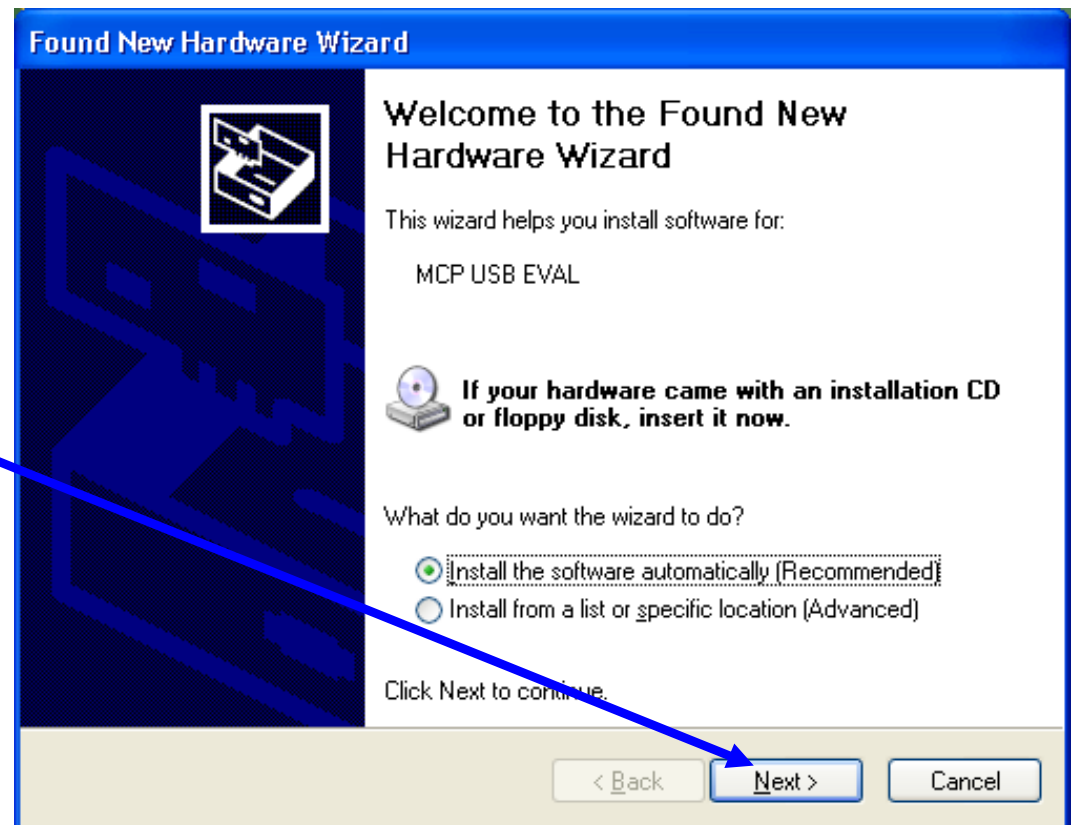 Found New Hardware Wizard
Welcome to the Found New
Hardware Wizard
This wizard helps you install software for:
MCP USB EVAL
If your hardware came with an installation CD
or floppy disk, insert it now.
What do you want the wizard to do?
Install the software automatically (Recommended)
Install from a list or specific location (Advanced)
Click Next to continue.
< Back Next > Cancel